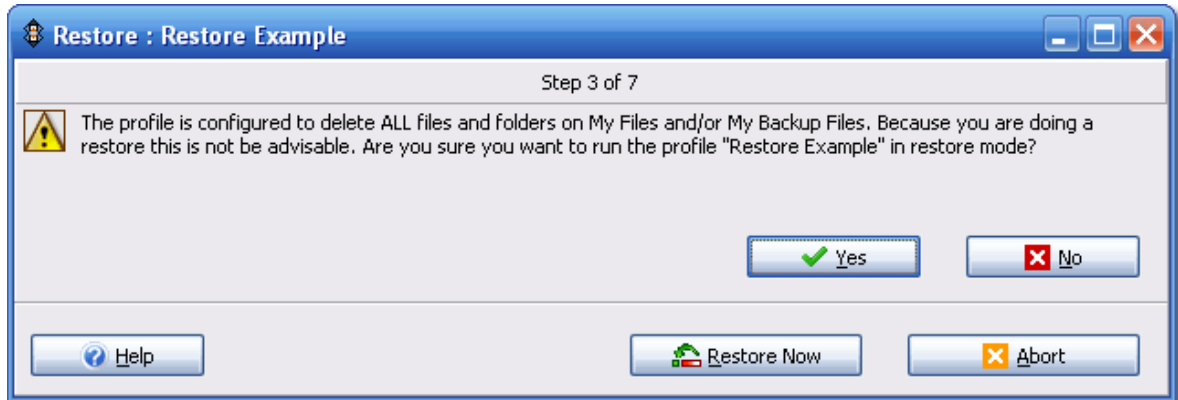 Restore : Restore Example
Step 3 of 7
The profile is configured to delete ALL files and folders on My Files and/or My Backup Files. Because you are doing a
restore this is not be advisable. Are you sure you want to run the profile "Restore Example" in restore mode?
Yes
No
Help
Restore Now
Abort